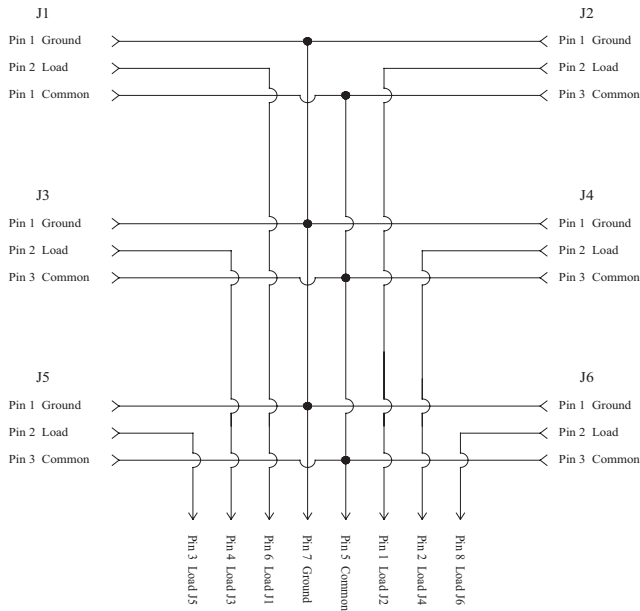 J1
J2
Pin 1 Ground
Pin 1 Ground
Pin 2 Load
Pin 2 Load
Pin 1 Common
Pin 3 Common
J3
J4
Pin 1 Ground
Pin 1 Ground
Pin 2 Load
Pin 2 Load
Pin 3 Common
Pin 3 Common
J5
J6
Pin 1 Ground
Pin 1 Ground
Pin 2 Load
Pin 2 Load
Pin 3 Common
Pin 3 Common
Pin 3 Load J5
Pin 4 Load J3
Pin 6 Load J1
Pin 7 Ground
Pin 5 Common
Pin 1 Load J2
Pin 2 Load J4
Pin 8 Load J6